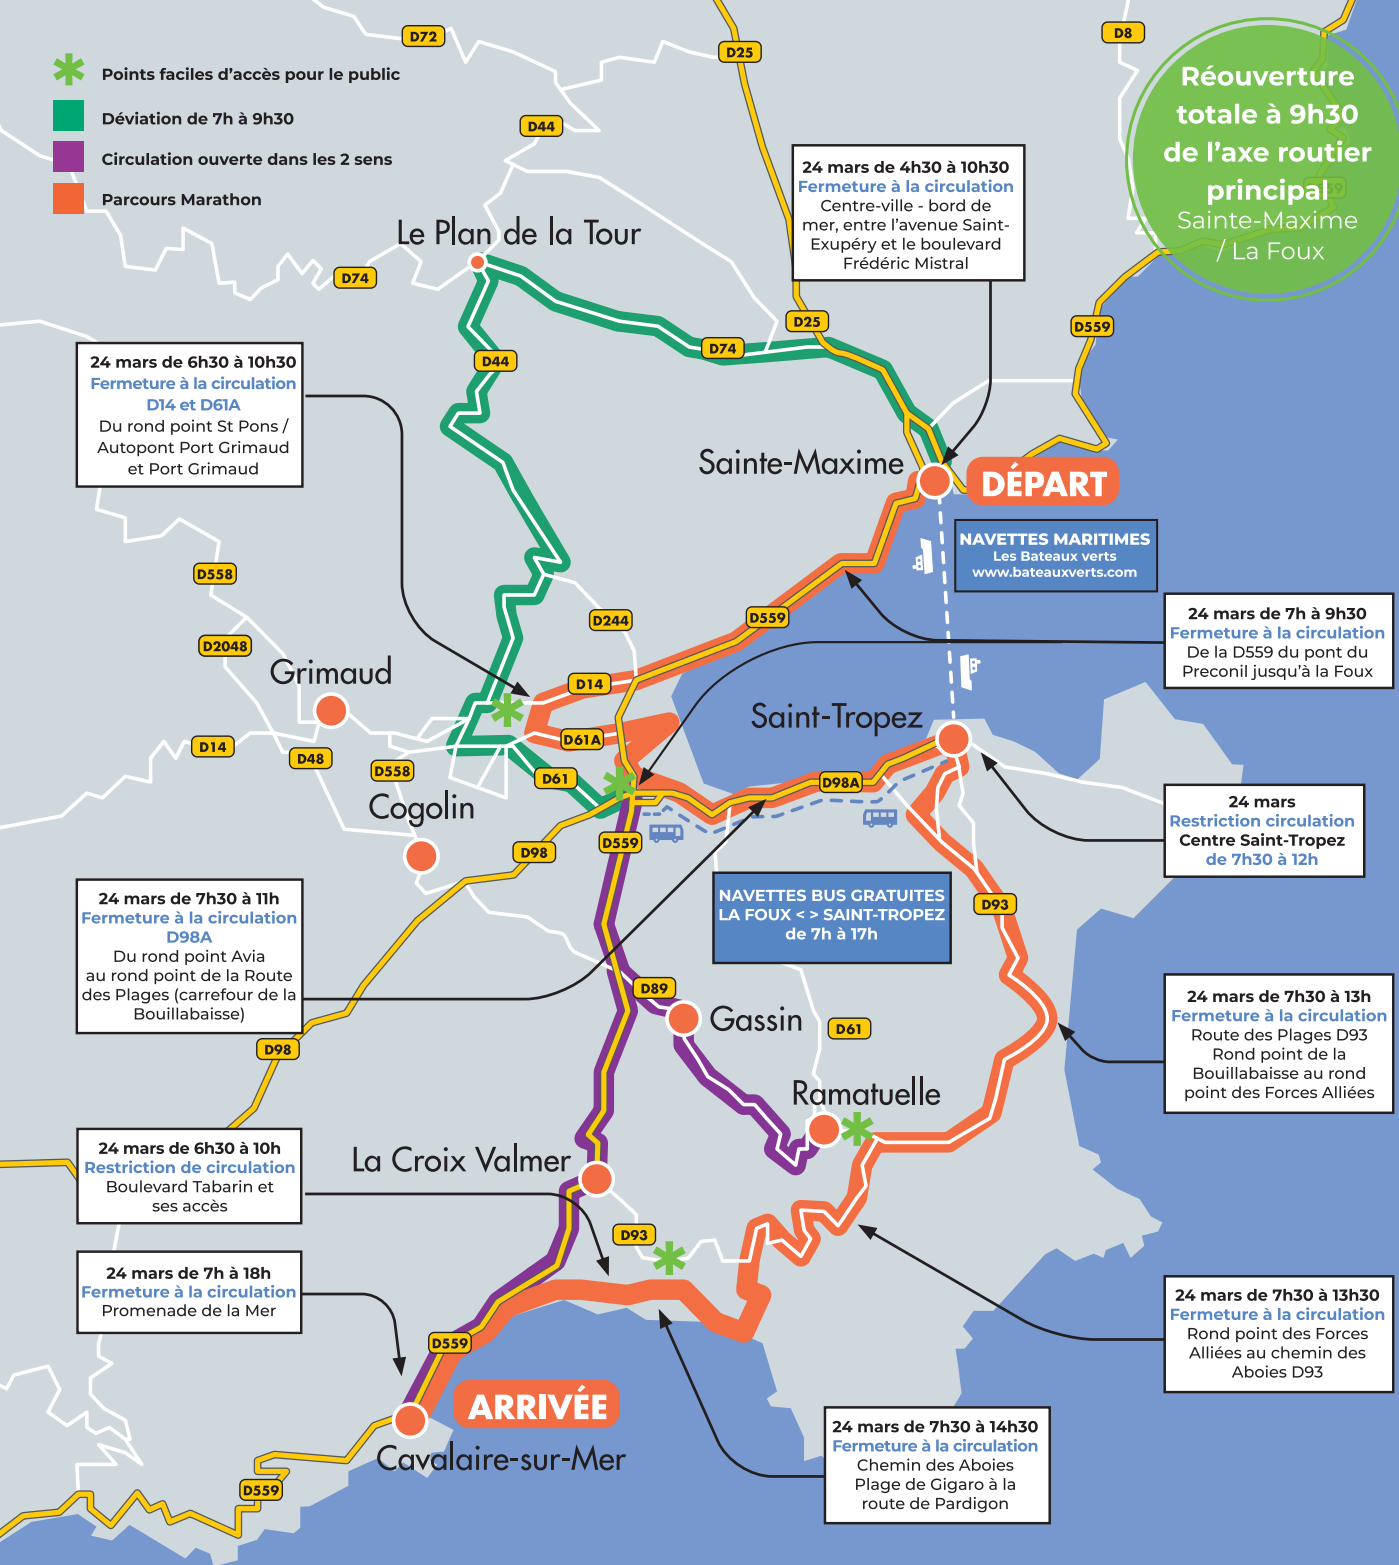 D72
D25
D8
Points faciles d'accès pour le public
Déviation de 7h à 9h30
Circulation ouverte dans les 2 sens
Parcours Marathon
Réouverture
totale à 9h30
de l'axe routier
principal
Sainte-Maxime
/ La Foux
D44
24 mars de 4h30 à 10h30
Fermeture à la circulation
Centre-ville - bord de
mer, entre l'avenue Saint-
Exupéry et le boulevard
Frédéric Mistral
Le Plan de la Tour
D74
D25
D559
D74
D44
24 mars de 6h30 à 10h30
Fermeture à la circulation
D14 et D61A
Du rond point St Pons /
Autopont Port Grimaud
et Port Grimaud
Sainte-Maxime
DÉPART
NAVETTES MARITIMES
Les Bateaux verts
www.bateauxverts.com
D558
D244
D559
D2048
24 mars de 7h à 9h30
Fermeture à la circulation
De la D559 du pont du
Preconil jusqu'à la Foux
Grimaud
D14
Saint-Tropez
D14
D48
D61A
D558
D61
D98A
Cogolin
24 mars
Restriction circulation
Centre Saint-Tropez
de 7h30 à 12h
D559
D98
24 mars de 7h30 à 11h
Fermeture à la circulation
D98A
Du rond point Avia
au rond point de la Route
des Plages (carrefour de la
Bouillabaisse)
NAVETTES BUS GRATUITES
LA FOUX < > SAINT-TROPEZ
de 7h à 17h
D93
D89
Gassin
D61
D98
24 mars de 7h30 à 13h
Fermeture à la circulation
Route des Plages D93
Rond point de la
Bouillabaisse au rond
point des Forces Alliées
Ramatuelle
24 mars de 6h30 à 10h
Restriction de circulation
Boulevard Tabarin et
ses accès
La Croix Valmer
D93
24 mars de 7h à 18h
Fermeture à la circulation
Promenade de la Mer
24 mars de 7h30 à 13h30
Fermeture à la circulation
Rond point des Forces
Alliées au chemin des
Aboies D93
D559
ARRIVÉE
Cavalaire-sur-Mer
24 mars de 7h30 à 14h30
Fermeture à la circulation
Chemin des Aboies
Plage de Gigaro à la
route de Pardigon
D559